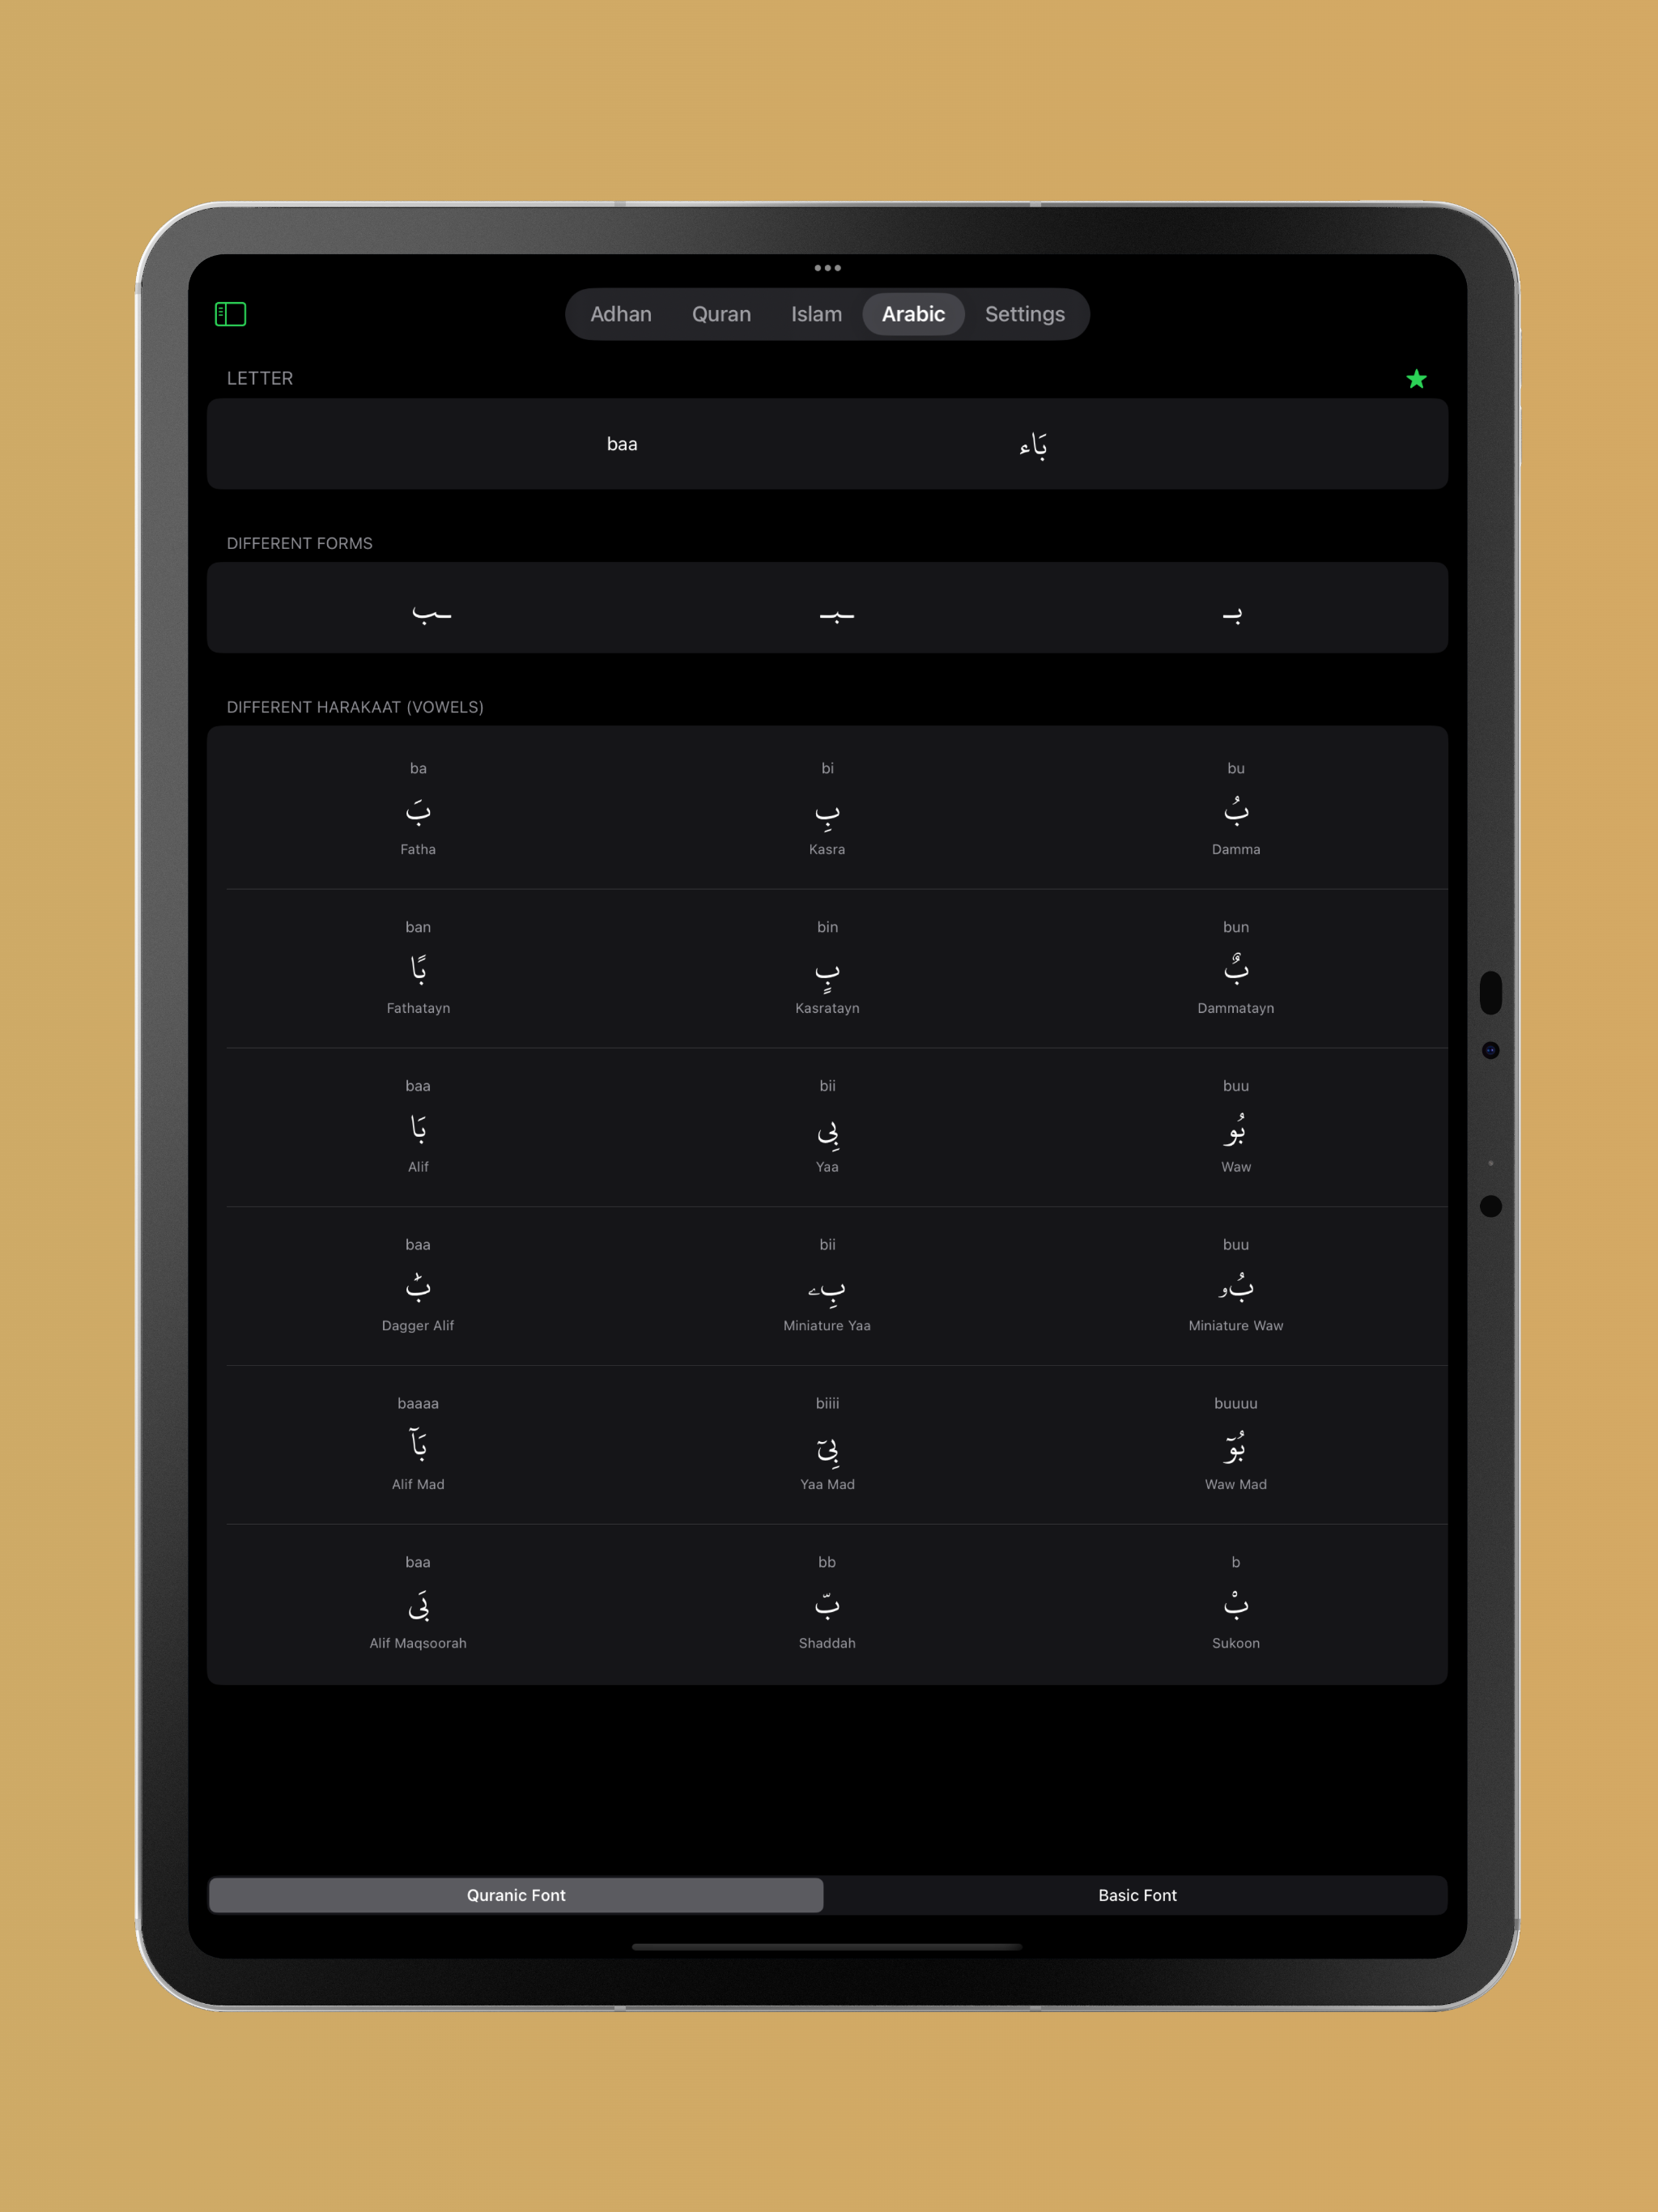 Adhan Quran Islam Arabic Settings
LETTER
baa بَاء
DIFFERENT FORMS
ـب ـبـ بـ
DIFFERENT HARAKAAT (VOWELS)
ba bi bu
بَ بِ بُ
Fatha Kasra Damma
ban bin bun
بًا بٍ بٌ
Fathatayn Kasratayn Dammatayn
baa bii buu
بَا بِى بُو
Alif Yaa Waw
baa bii buu
بٰ بِۦ بُۥ
Dagger Alif Miniature Yaa Miniature Waw
baaaa biiii buuuu
بَآ بِىٓ بُوٓ
Alif Mad Yaa Mad Waw Mad
baa bb b
بَى بّ بْ
Alif Maqsoorah Shaddah Sukoon
Quranic Font Basic Font